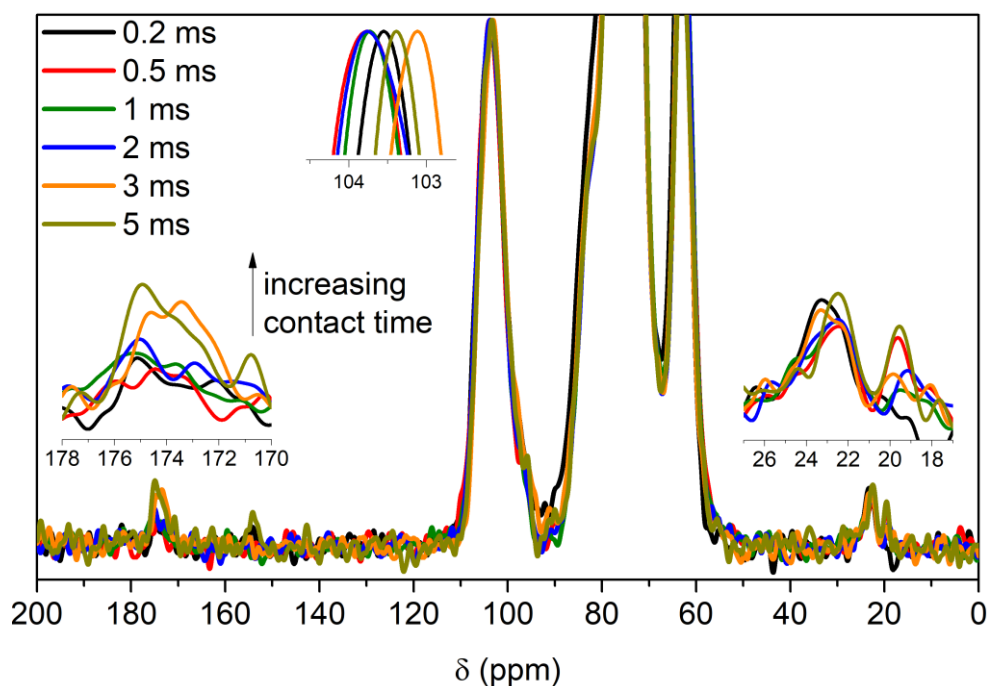 0.2 ms
0.5 ms
1 ms
2 ms
3 ms
5 ms
104 103
increasing
contact time
178 176 174 172 170
26 24 22 20 18
200 180 160 140 120 100 80 60 40 20 0
δ (ppm)